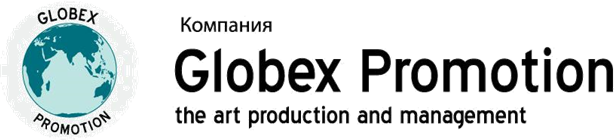 GLOBEX
PROMOTION
Компания
Globex Promotion
the art production and management